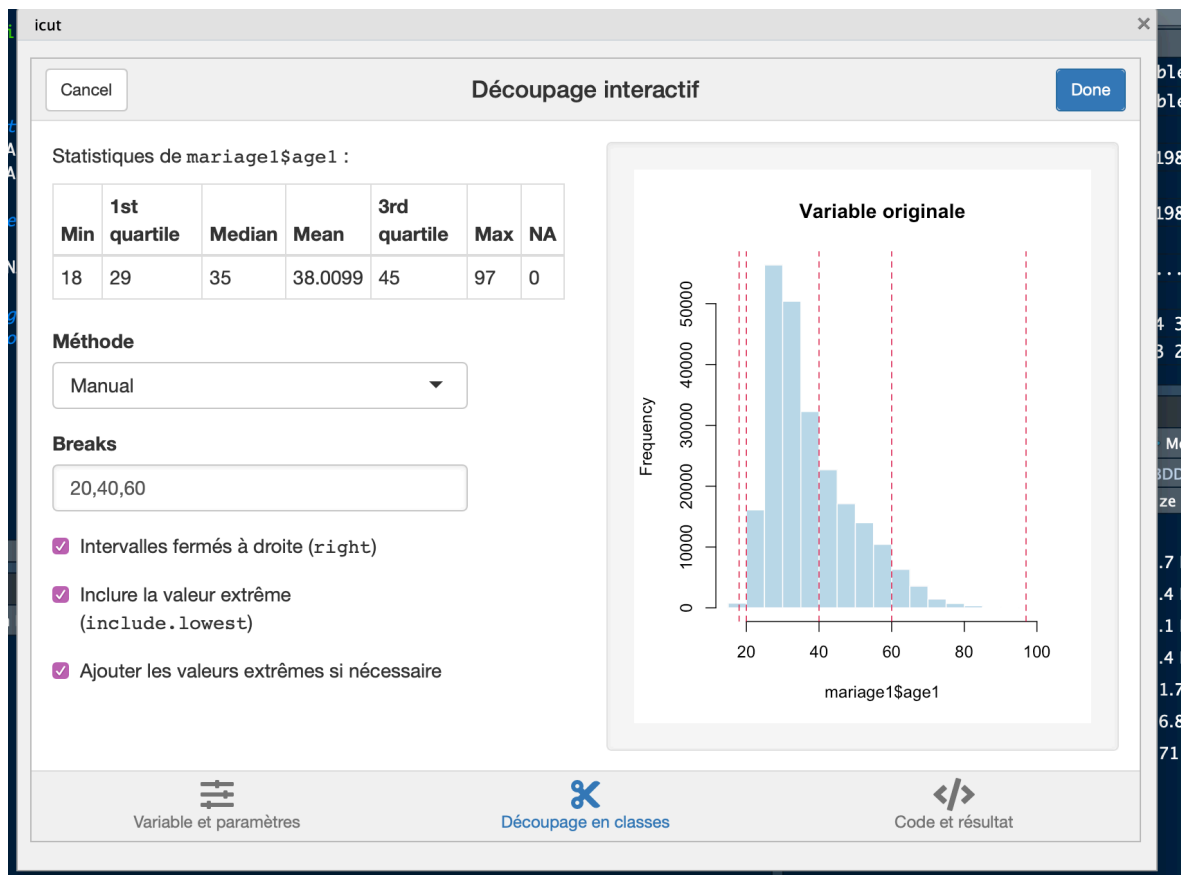 icut
×
Cancel
Découpage interactif
Done
Statistiques de mariage1$age1 :
Min 1st quartile Median Mean 3rd quartile Max NA
18 29 35 38.0099 45 97 0
Méthode
Manual
Breaks
20,40,60
Intervalles fermés à droite (right)
Inclure la valeur extrême
(include.lowest)
Ajouter les valeurs extrêmes si nécessaire
Variable originale
Frequency
50000
40000
30000
20000
10000
0
20 40 60 80 100
mariage1$age1
Variable et paramètres
Découpage en classes
Code et résultat